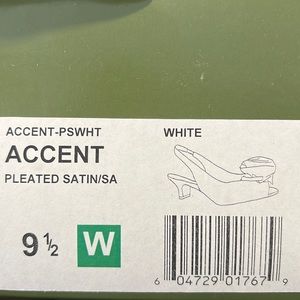 ACCENT-PSWHT WHITE
ACCENT
PLEATED SATIN/SA
9 ½ W
6 04729 01767 9